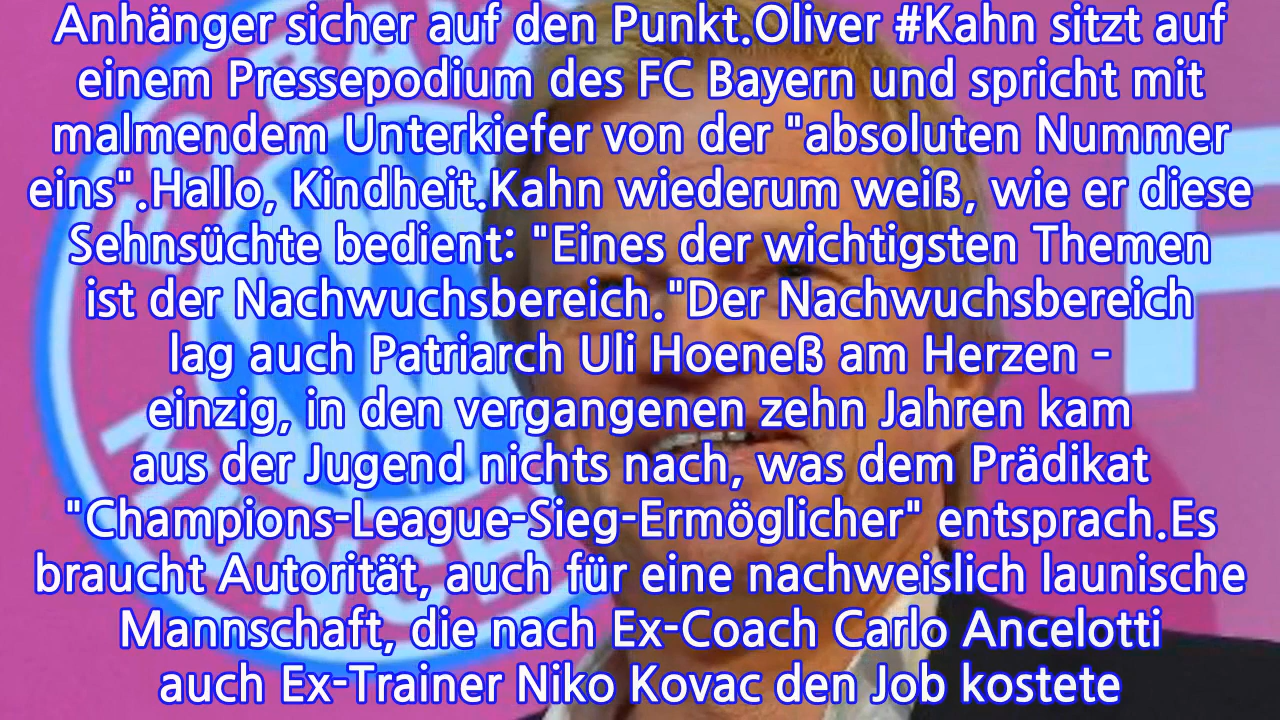 Anhänger sicher auf den Punkt.Oliver #Kahn sitzt auf
einem Pressepodium des FC Bayern und spricht mit
malmendem Unterkiefer von der "absoluten Nummer
eins".Hallo, Kindheit.Kahn wiederum weiß, wie er diese
Sehnsüchte bedient: "Eines der wichtigsten Themen
ist der Nachwuchsbereich."Der Nachwuchsbereich
lag auch Patriarch Uli Hoeneß am Herzen -
einzig, in den vergangenen zehn Jahren kam
aus der Jugend nichts nach, was dem Prädikat
"Champions-League-Sieg-Ermöglicher" entsprach.Es
braucht Autorität, auch für eine nachweislich launische
Mannschaft, die nach Ex-Coach Carlo Ancelotti
auch Ex-Trainer Niko Kovac den Job kostete